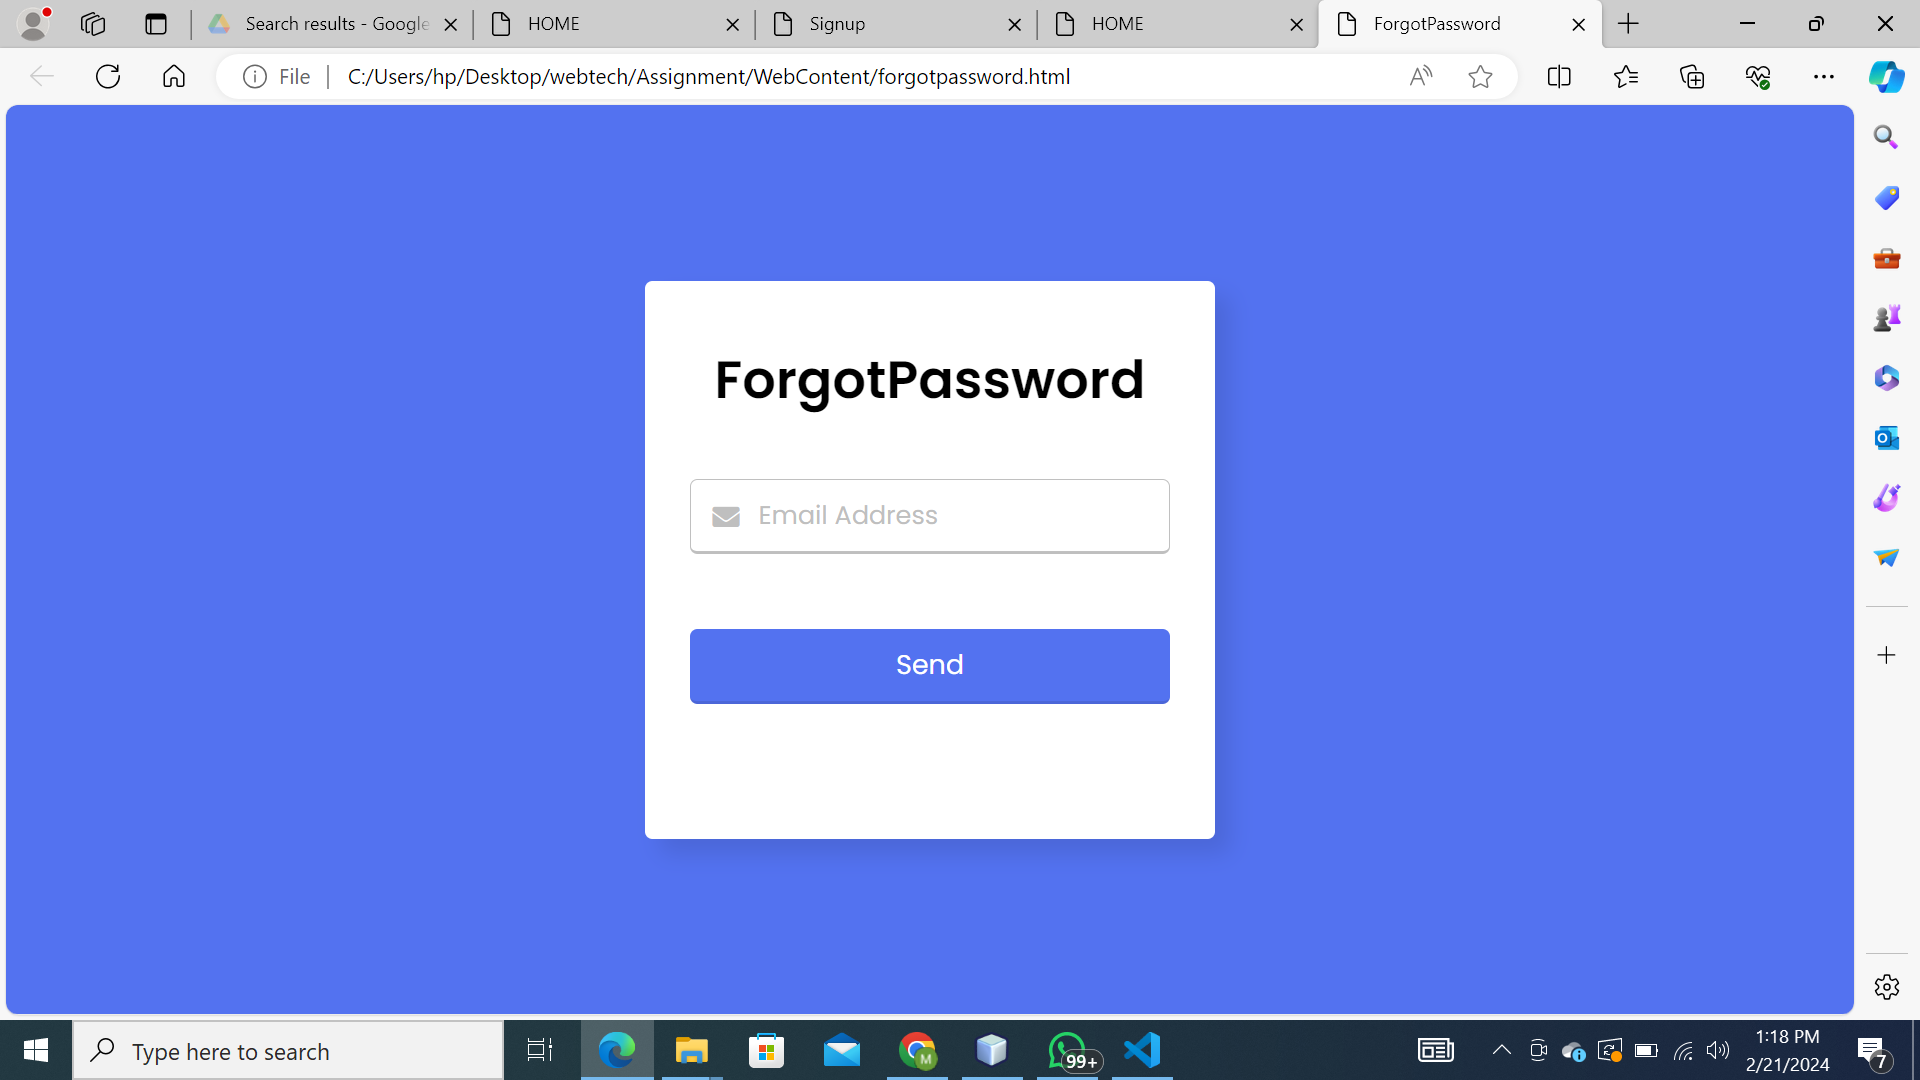 Search results - Google
HOME
Signup
HOME
ForgotPassword
File
C:/Users/hp/Desktop/webtech/Assignment/WebContent/forgotpassword.html
ForgotPassword
Email Address
Send
Type here to search
M
99+
1:18 PM
2/21/2024
7